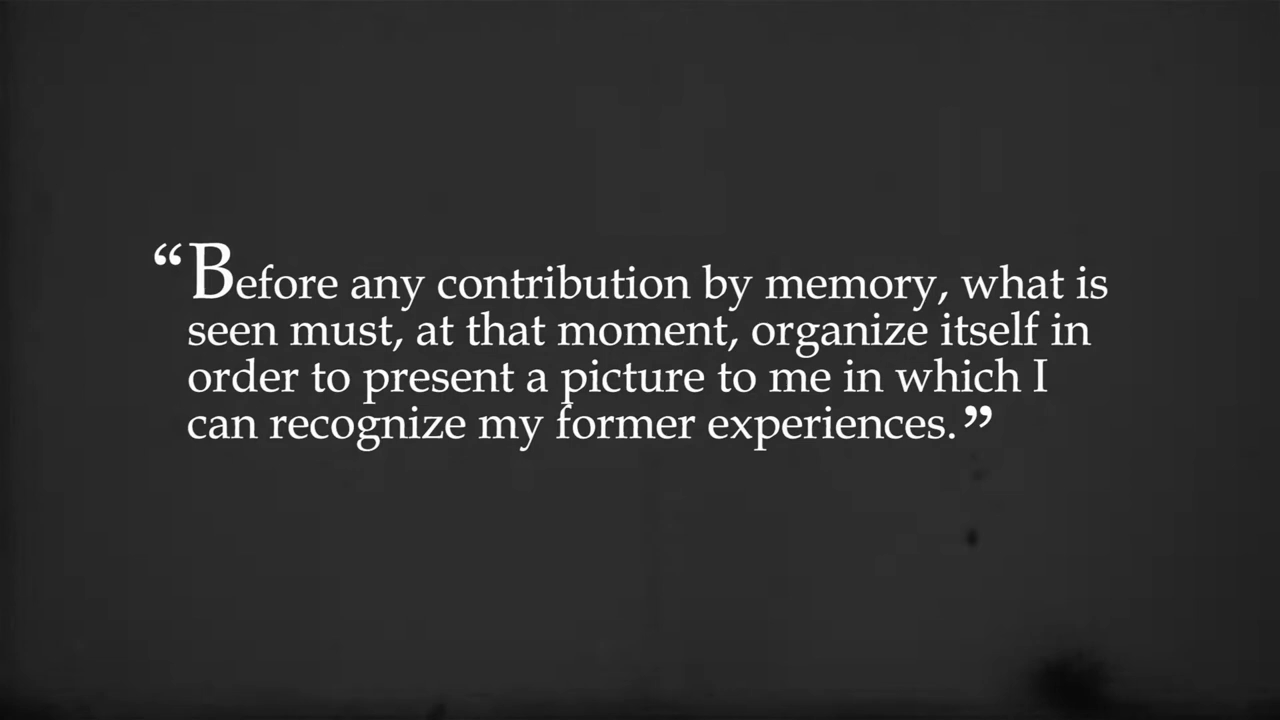 “Before any contribution by memory, what is
seen must, at that moment, organize itself in
order to present a picture to me in which I
can recognize my former experiences.”